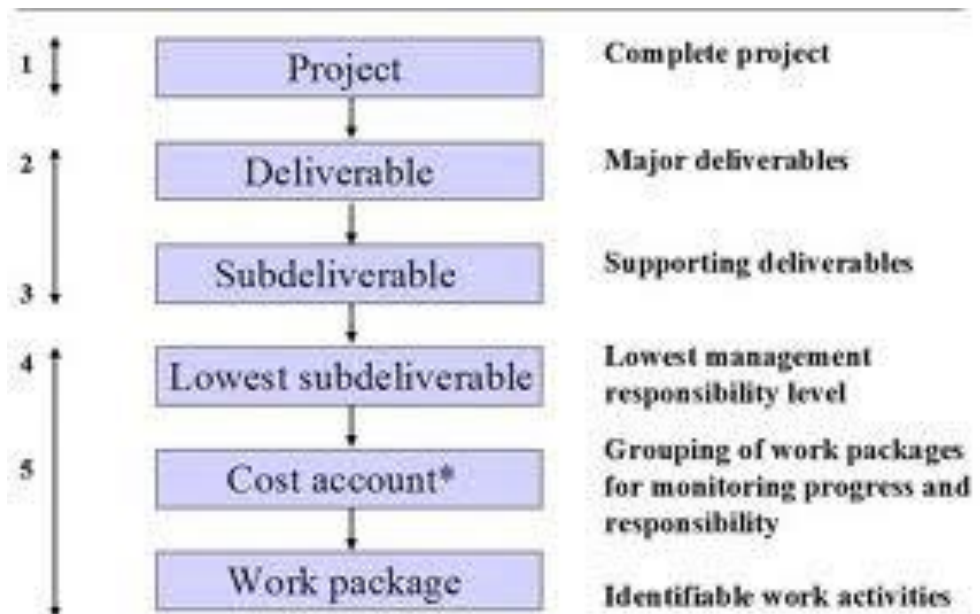 1
Project
Complete project
2
Deliverable
Major deliverables
Subdeliverable
Supporting deliverables
3
4
Lowest subdeliverable
Lowest management
responsibility level
5
Cost account*
Grouping of work packages
for monitoring progress and
responsibility
Work package
Identifiable work activities